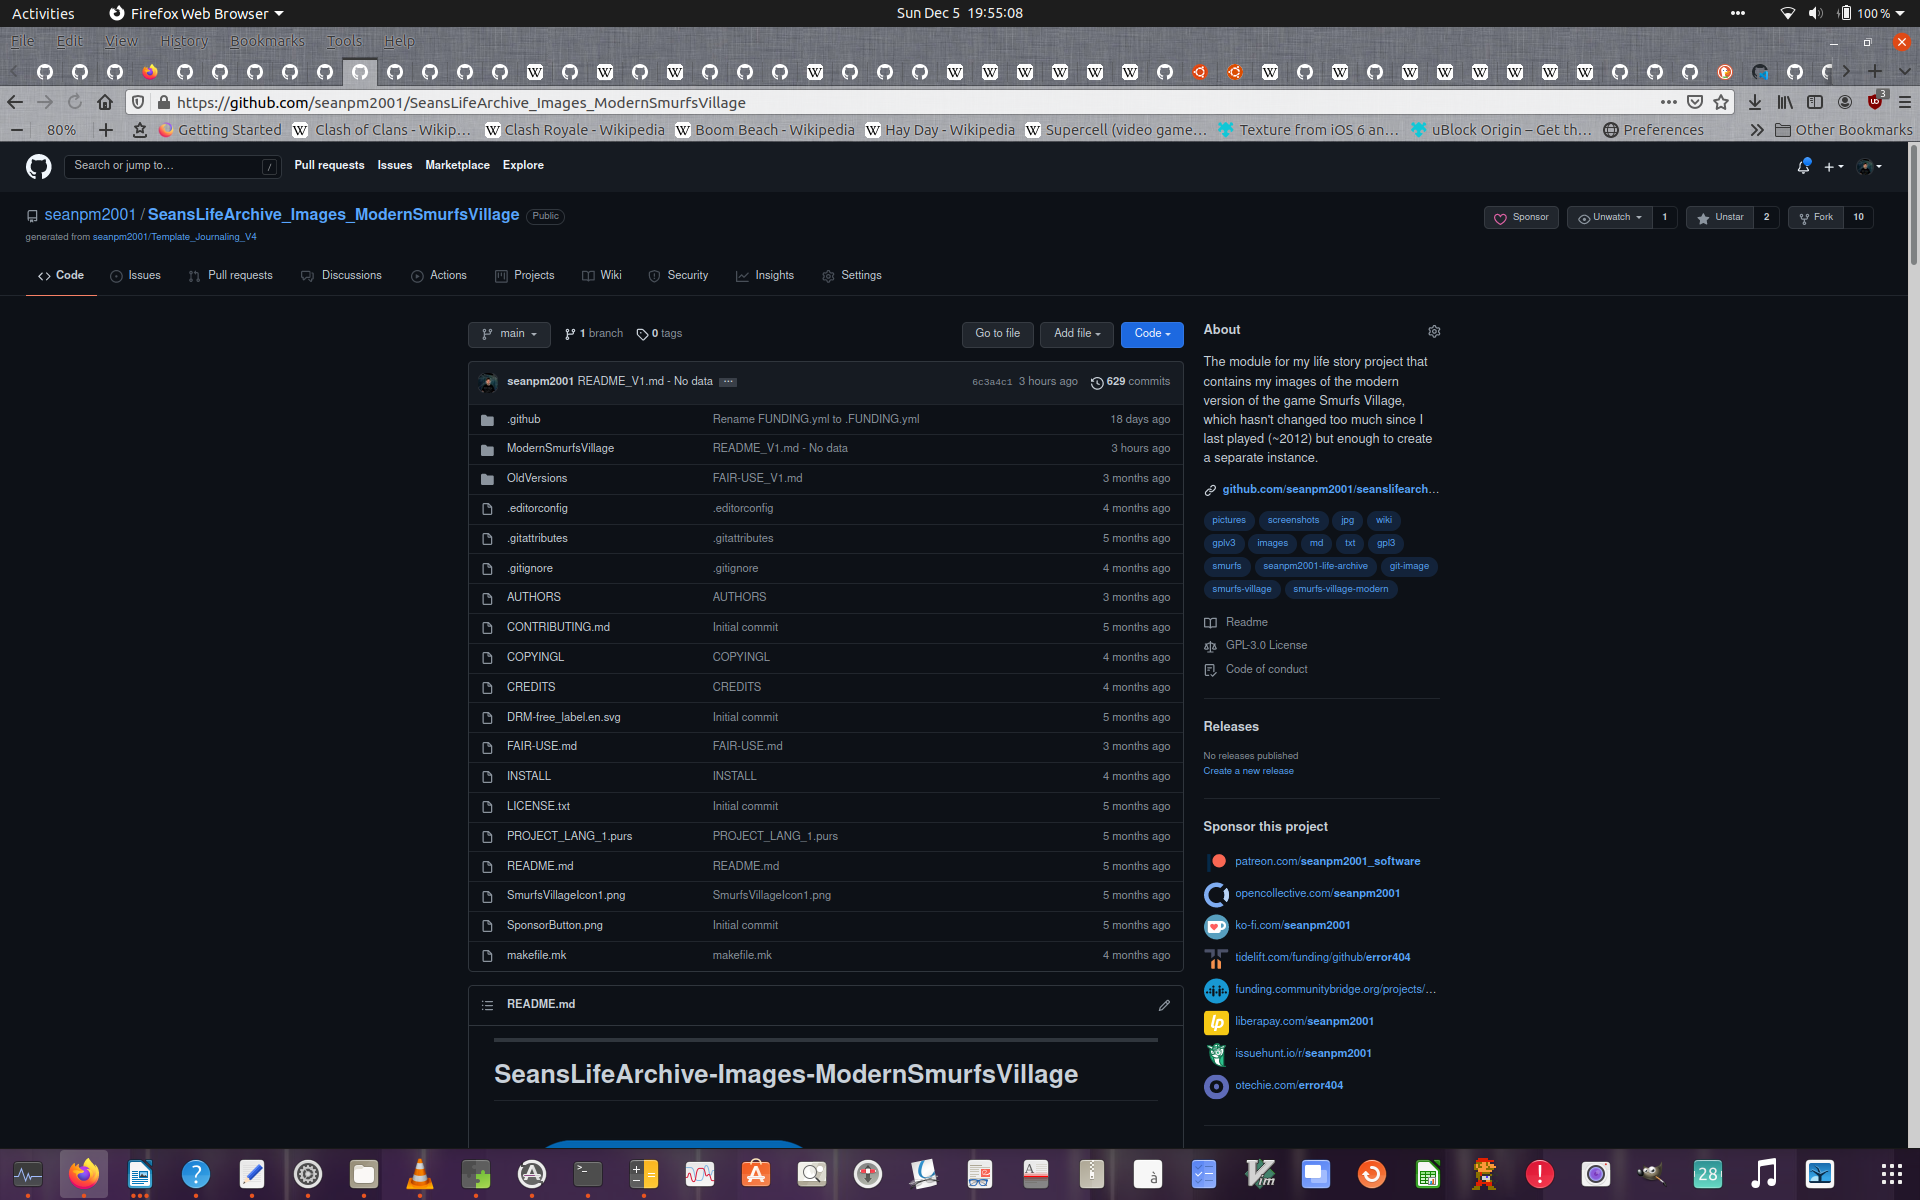 Activities Firefox Web Browser Sun Dec 5 19:55:08 100 %
File Edit View History Bookmarks Tools Help
https://github.com/seanpm2001/SeansLifeArchive_Images_ModernSmurfsVillage 3
80% Getting Started Clash of Clans - Wikip… Clash Royale - Wikipedia Boom Beach - Wikipedia Hay Day - Wikipedia Supercell (video game… Texture from iOS 6 an… uBlock Origin – Get th… Preferences Other Bookmarks
Search or jump to… / Pull requests Issues Marketplace Explore
seanpm2001 / SeansLifeArchive_Images_ModernSmurfsVillage Public Sponsor Unwatch 1 Unstar 2 Fork 10
generated from seanpm2001/Template_Journaling_V4
Code Issues Pull requests Discussions Actions Projects Wiki Security Insights Settings
main 1 branch 0 tags Go to file Add file Code
seanpm2001 README_V1.md - No data 6c3a4c1 3 hours ago 629 commits
.github Rename FUNDING.yml to .FUNDING.yml 18 days ago
ModernSmurfsVillage README_V1.md - No data 3 hours ago
OldVersions FAIR-USE_V1.md 3 months ago
.editorconfig .editorconfig 4 months ago
.gitattributes .gitattributes 5 months ago
.gitignore .gitignore 4 months ago
AUTHORS AUTHORS 3 months ago
CONTRIBUTING.md Initial commit 5 months ago
COPYINGL COPYINGL 4 months ago
CREDITS CREDITS 4 months ago
DRM-free_label.en.svg Initial commit 5 months ago
FAIR-USE.md FAIR-USE.md 3 months ago
INSTALL INSTALL 4 months ago
LICENSE.txt Initial commit 5 months ago
PROJECT_LANG_1.purs PROJECT_LANG_1.purs 5 months ago
README.md README.md 5 months ago
SmurfsVillageIcon1.png SmurfsVillageIcon1.png 5 months ago
SponsorButton.png Initial commit 5 months ago
makefile.mk makefile.mk 4 months ago
README.md
SeansLifeArchive-Images-ModernSmurfsVillage
About
The module for my life story project that
contains my images of the modern
version of the game Smurfs Village,
which hasn't changed too much since I
last played (~2012) but enough to create
a separate instance.
github.com/seanpm2001/seanslifearch…
pictures screenshots jpg wiki
gplv3 images md txt gpl3
smurfs seanpm2001-life-archive git-image
smurfs-village smurfs-village-modern
Readme
GPL-3.0 License
Code of conduct
Releases
No releases published
Create a new release
Sponsor this project
patreon.com/seanpm2001_software
opencollective.com/seanpm2001
ko-fi.com/seanpm2001
tidelift.com/funding/github/error404
funding.communitybridge.org/projects/…
lp liberapay.com/seanpm2001
issuehunt.io/r/seanpm2001
otechie.com/error404
28